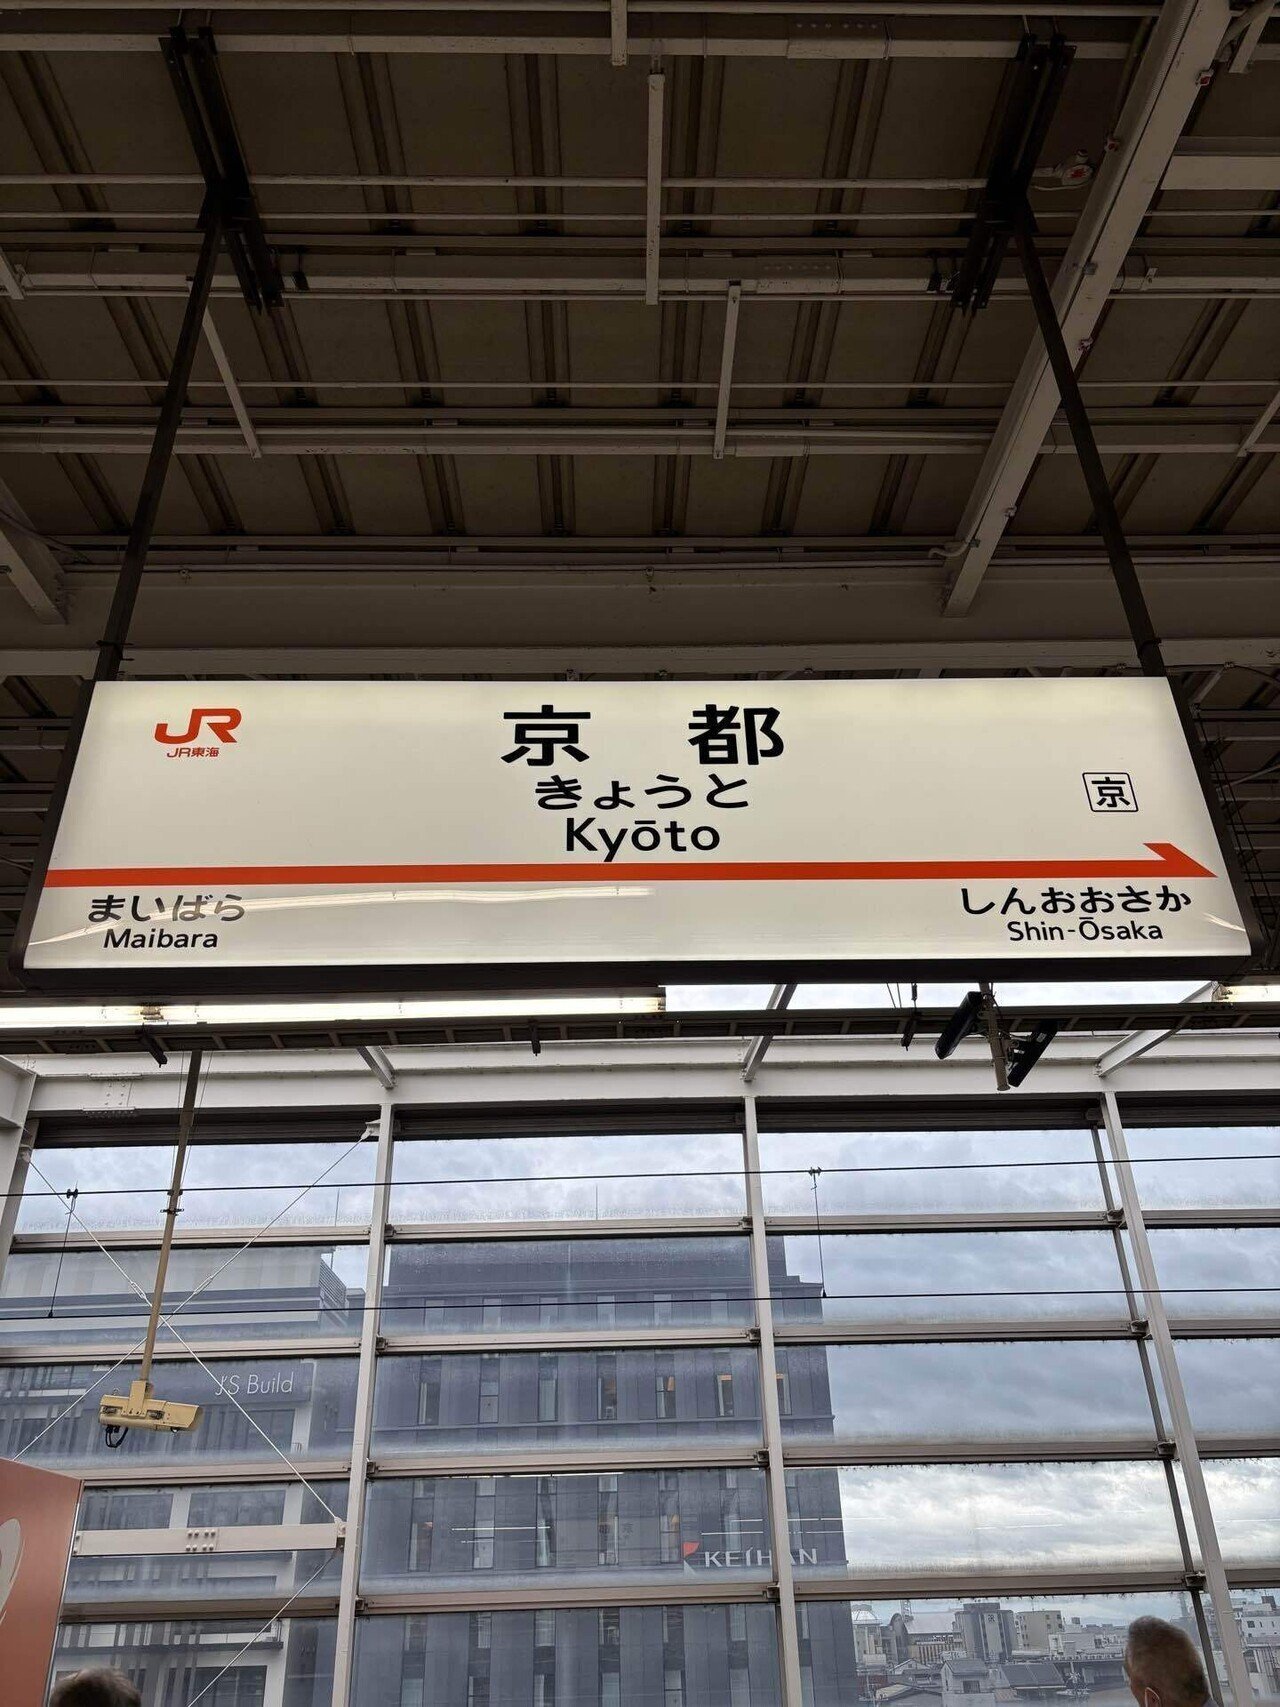 JR
JR東海
京都
きょうと
Kyōto
京
まいばら
Maibara
しんおおさか
Shin-Ōsaka
J'S Build
KEIHAN